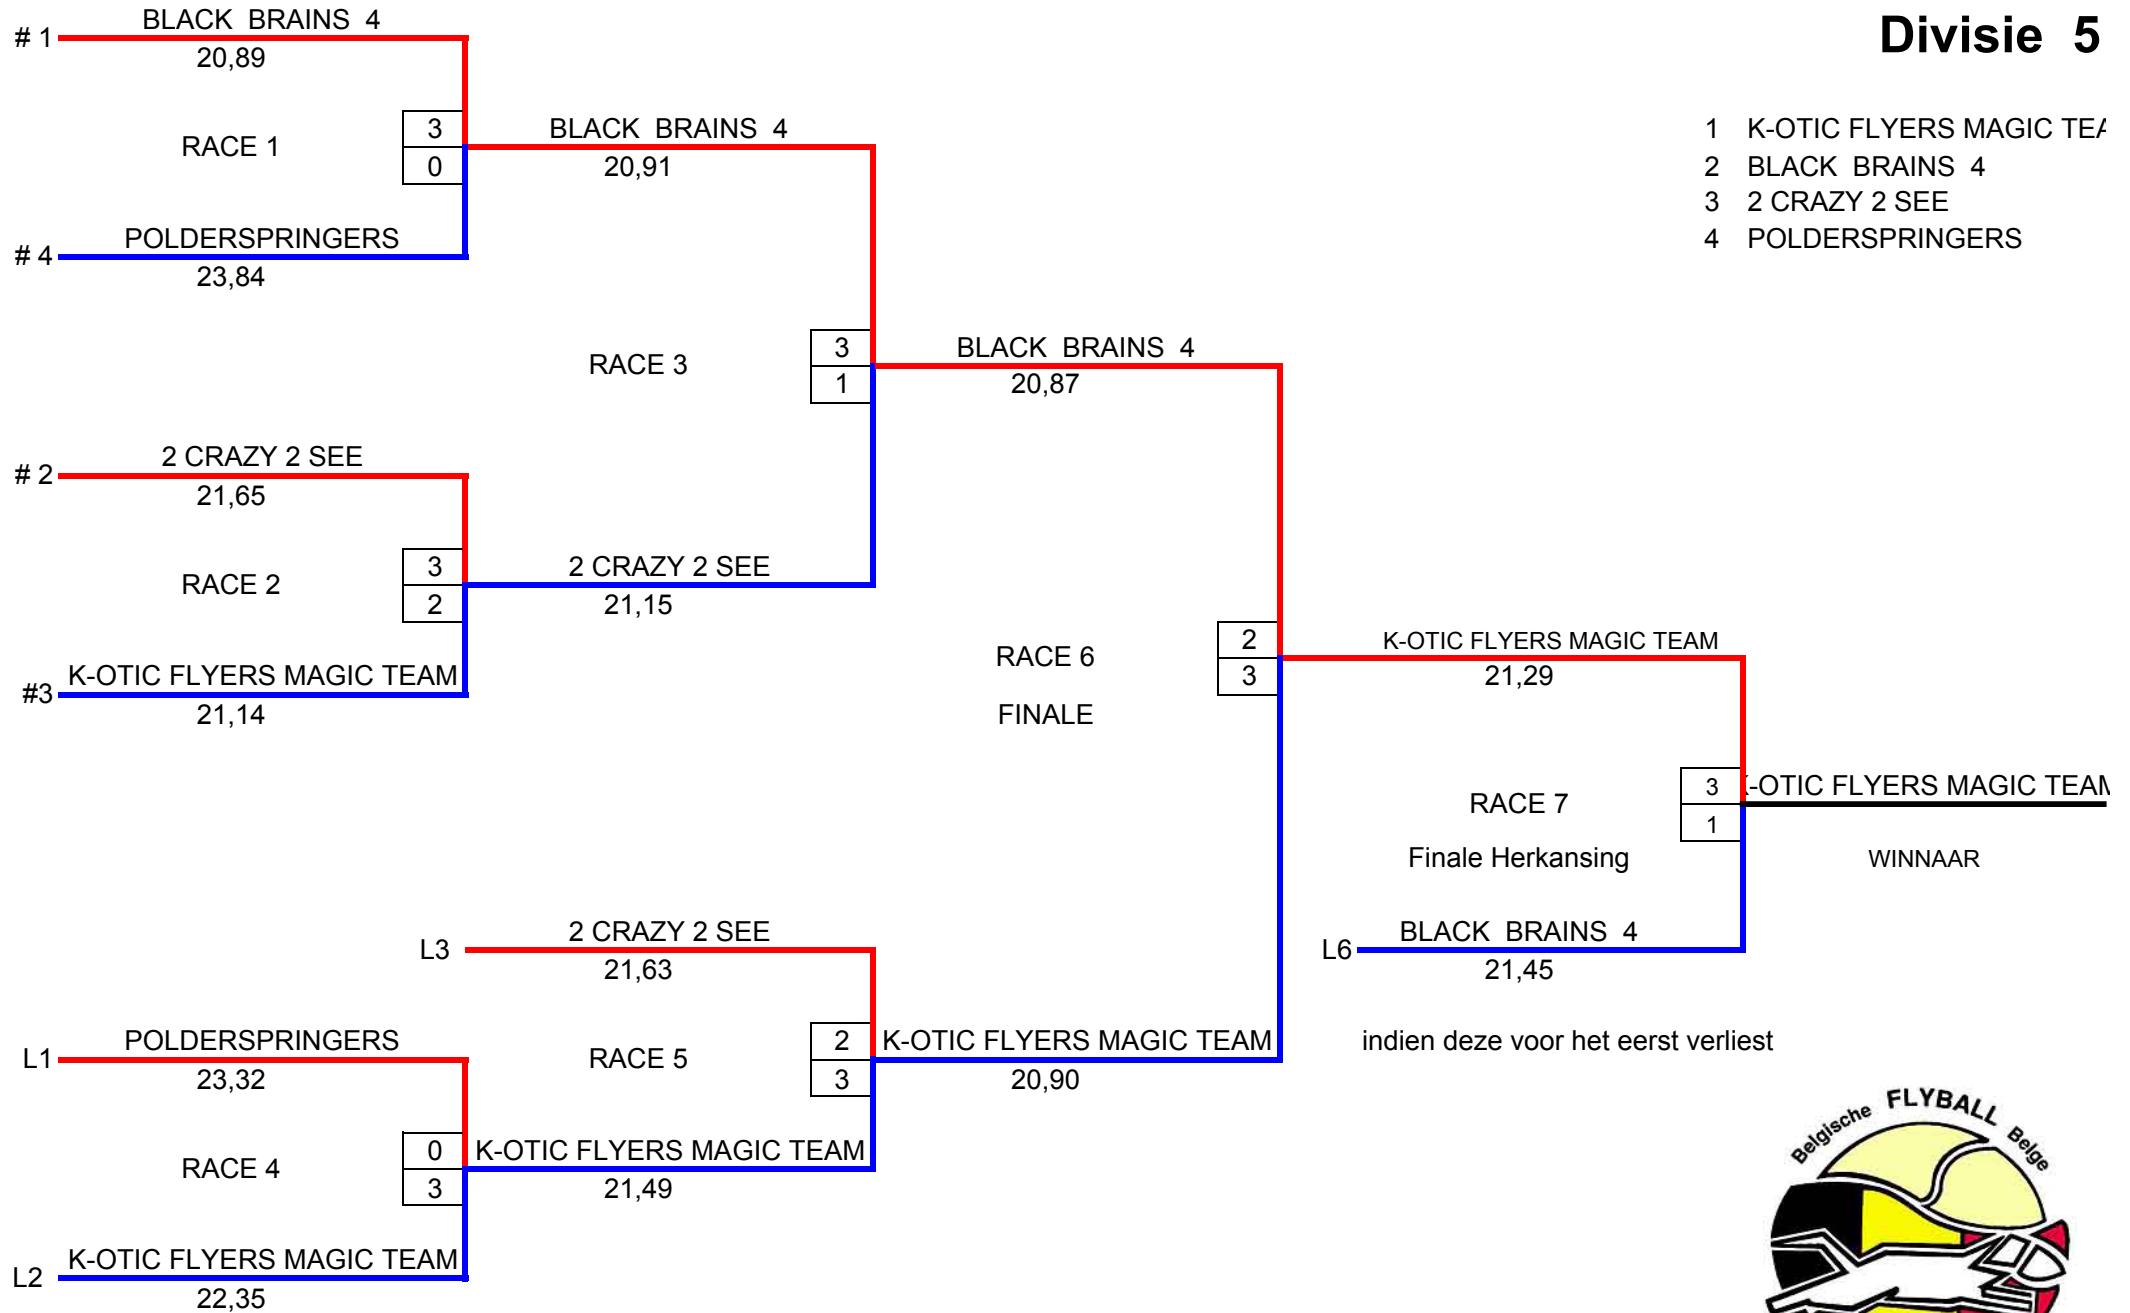 Divisie 5
1 K-OTIC FLYERS MAGIC TEA
2 BLACK BRAINS 4
3 2 CRAZY 2 SEE
4 POLDERSPRINGERS
# 1 BLACK BRAINS 4
20,89
RACE 1
3
0
# 4 POLDERSPRINGERS
23,84
BLACK BRAINS 4
20,91
RACE 3
3
1
# 2 2 CRAZY 2 SEE
21,65
RACE 2
3
2
#3 K-OTIC FLYERS MAGIC TEAM
21,14
2 CRAZY 2 SEE
21,15
BLACK BRAINS 4
20,87
RACE 6
2
3
FINALE
K-OTIC FLYERS MAGIC TEAM
21,29
RACE 7
3
1
Finale Herkansing
K-OTIC FLYERS MAGIC TEAM
WINNAAR
L6 BLACK BRAINS 4
21,45
indien deze voor het eerst verliest
L3 2 CRAZY 2 SEE
21,63
RACE 5
2
3
K-OTIC FLYERS MAGIC TEAM
20,90
L1 POLDERSPRINGERS
23,32
RACE 4
0
3
K-OTIC FLYERS MAGIC TEAM
21,49
L2 K-OTIC FLYERS MAGIC TEAM
22,35
Belgische FLYBALL Belge